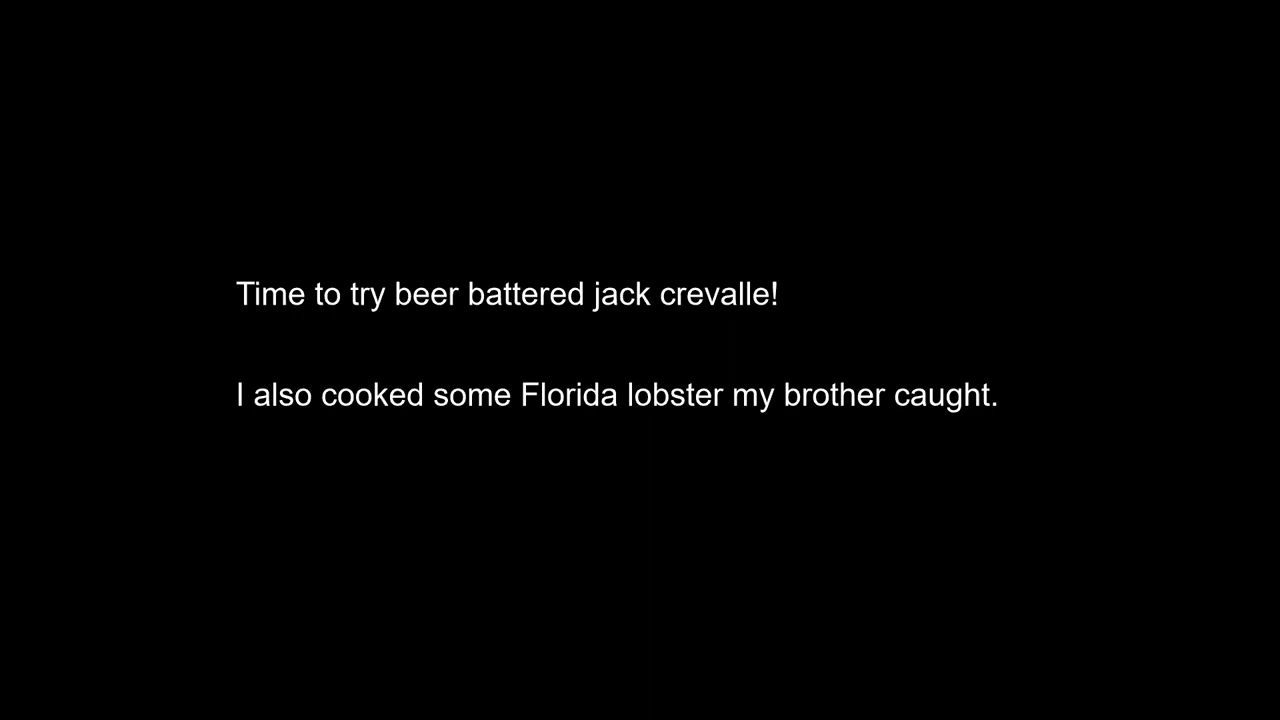 Time to try beer battered jack crevalle!
I also cooked some Florida lobster my brother caught.